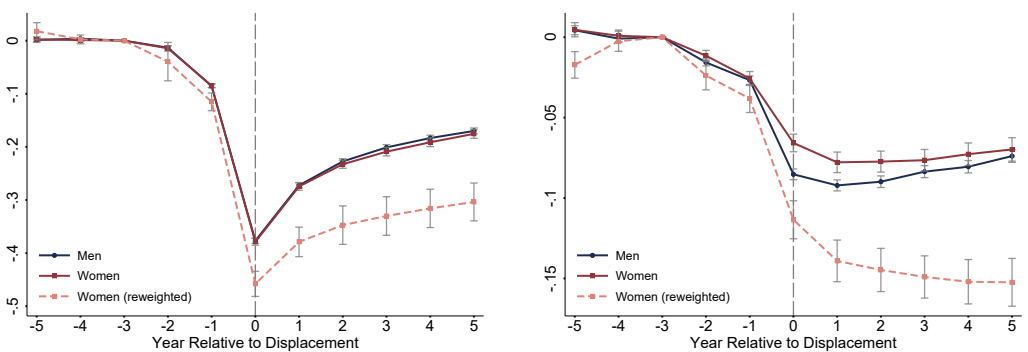 0
-.1
-.2
-.3
-.4
-.5
Men
Women
Women (reweighted)
-5 -4 -3 -2 -1 0 1 2 3 4 5
Year Relative to Displacement
0
-.05
-.1
-.15
Men
Women
Women (reweighted)
-5 -4 -3 -2 -1 0 1 2 3 4 5
Year Relative to Displacement